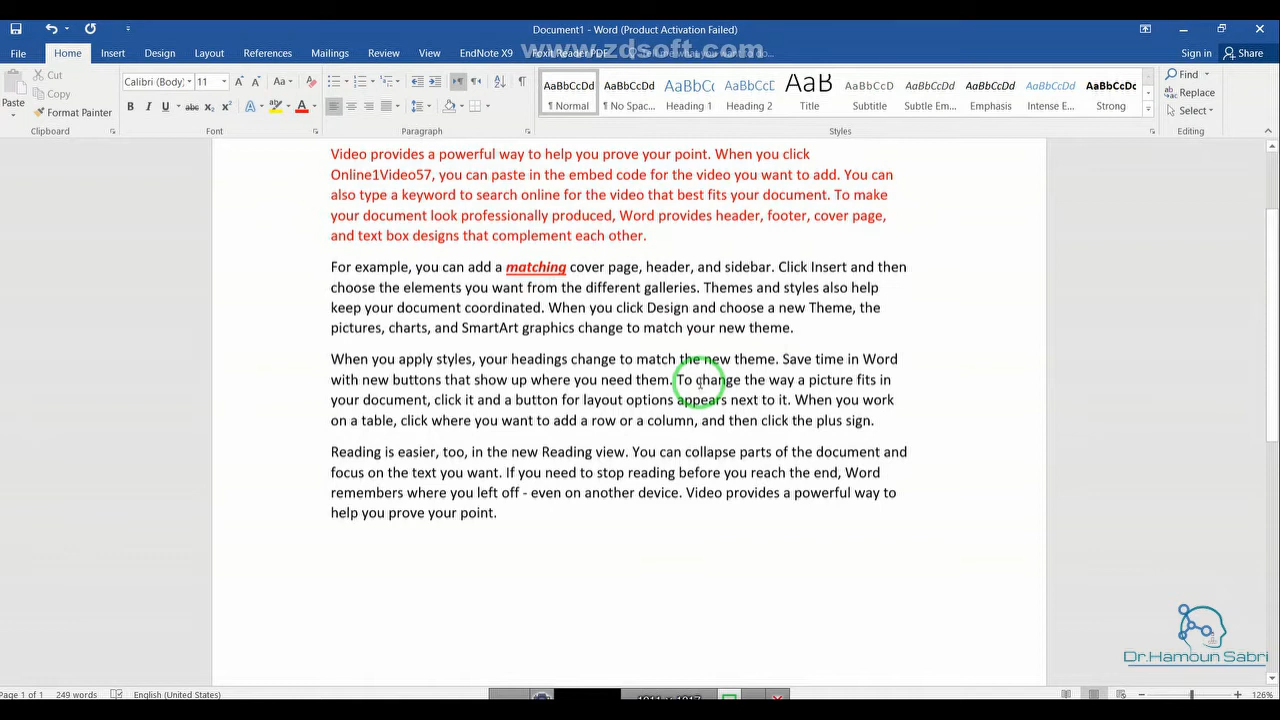 Document1 - Word (Product Activation Failed)
File Home Insert Design Layout References Mailings Review View EndNote X9 Foxit Reader PDF Tell me what you want to do... Sign in Share
www.zdsoft.com
Paste Cut Calibri (Body) 11 AaBbCcDd AaBbCcDd AaBbCc AaBbCcD AaB AaBbCcD AaBbCcDd AaBbCcDd AaBbCcDd AaBbCcDc Find
Copy Replace
Format Painter ¶ Normal ¶ No Spac... Heading 1 Heading 2 Title Subtitle Subtle Em... Emphasis Intense E... Strong Select
Clipboard Font Paragraph Styles Editing
Video provides a powerful way to help you prove your point. When you click
Online1Video57, you can paste in the embed code for the video you want to add. You can
also type a keyword to search online for the video that best fits your document. To make
your document look professionally produced, Word provides header, footer, cover page,
and text box designs that complement each other.
For example, you can add a matching cover page, header, and sidebar. Click Insert and then
choose the elements you want from the different galleries. Themes and styles also help
keep your document coordinated. When you click Design and choose a new Theme, the
pictures, charts, and SmartArt graphics change to match your new theme.
When you apply styles, your headings change to match the new theme. Save time in Word
with new buttons that show up where you need them. To change the way a picture fits in
your document, click it and a button for layout options appears next to it. When you work
on a table, click where you want to add a row or a column, and then click the plus sign.
Reading is easier, too, in the new Reading view. You can collapse parts of the document and
focus on the text you want. If you need to stop reading before you reach the end, Word
remembers where you left off - even on another device. Video provides a powerful way to
help you prove your point.
Dr.Hamoun Sabri
Page 1 of 1 249 words English (United States) 126%